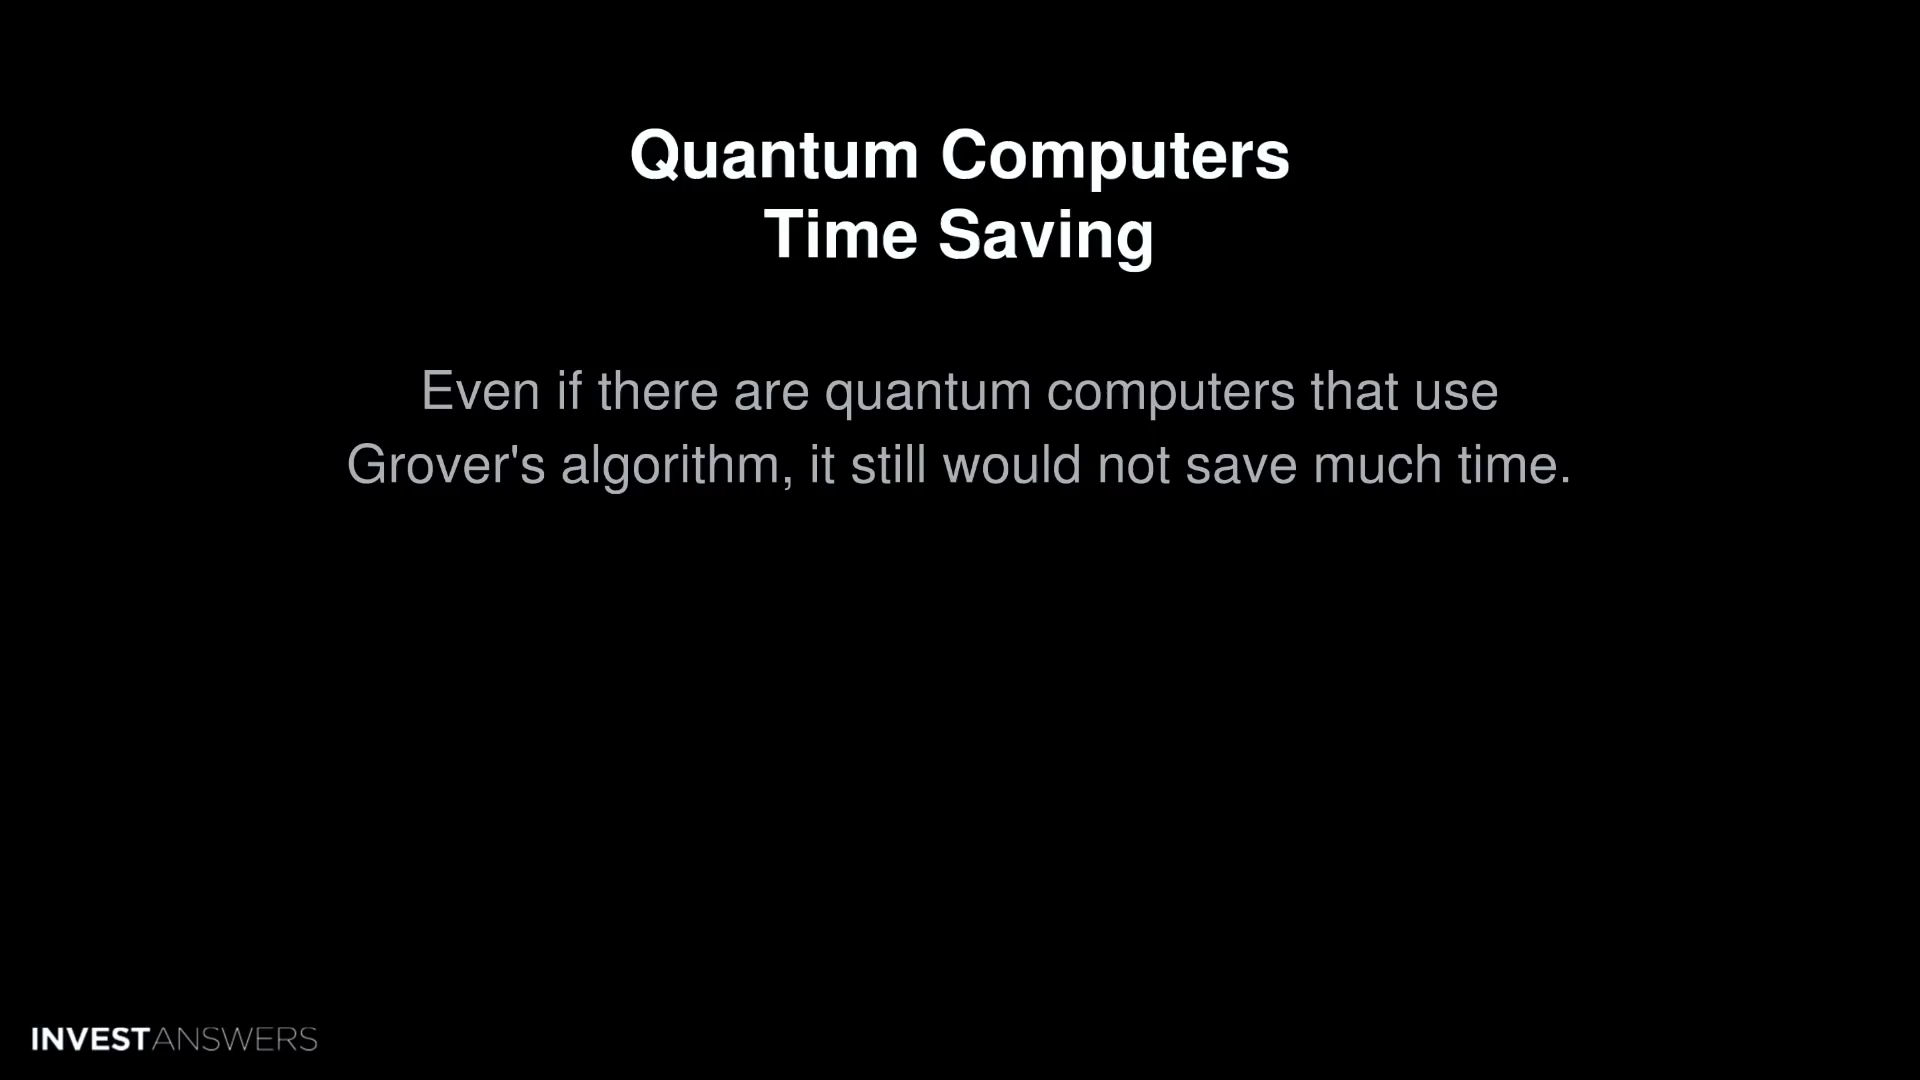 Quantum Computers
Time Saving
Even if there are quantum computers that use
Grover's algorithm, it still would not save much time.
INVESTANSWERS